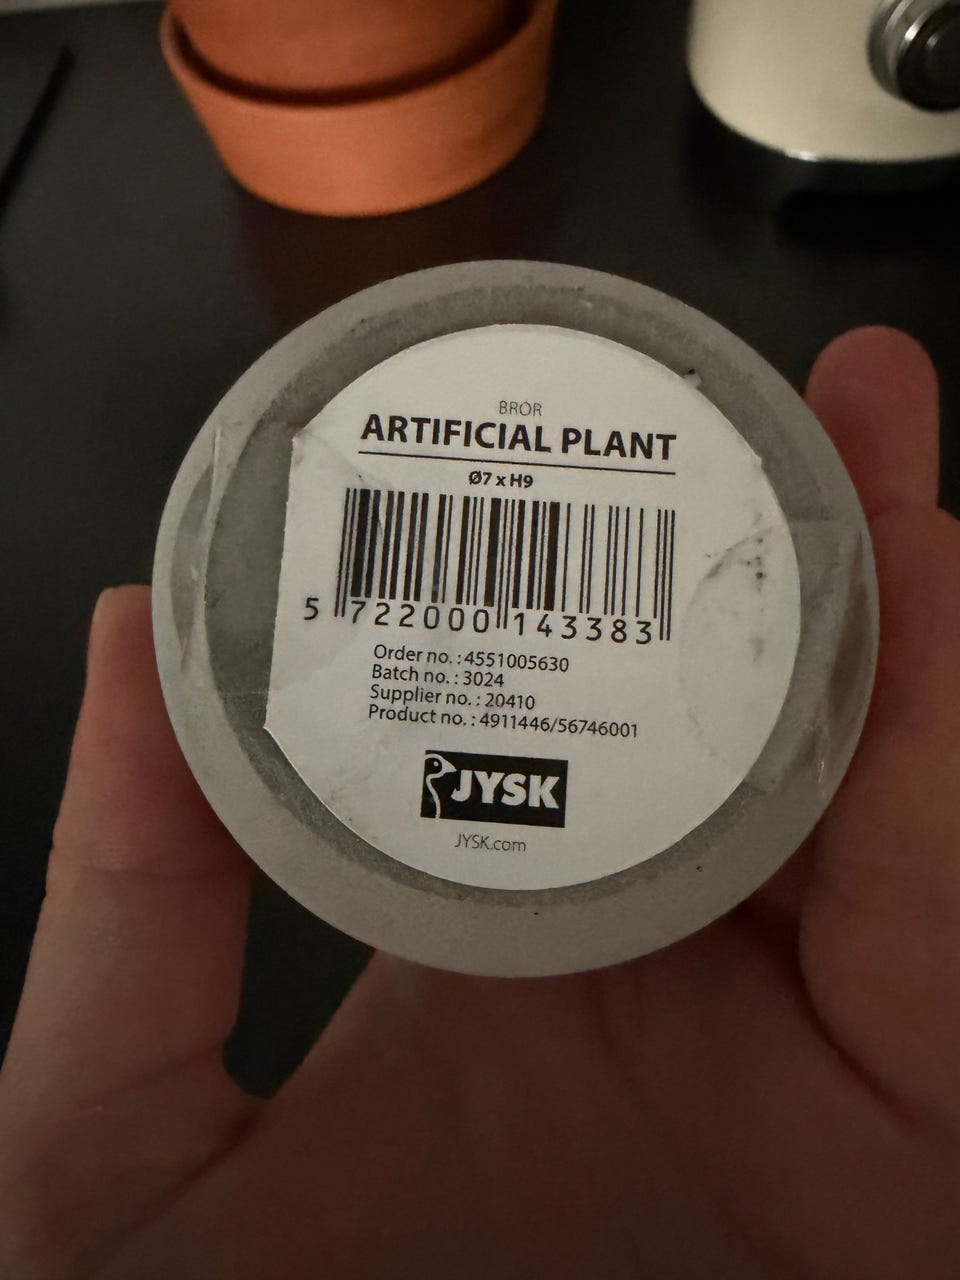 BROR
ARTIFICIAL PLANT
Ø7 x H9
5 722000 143383
Order no. : 4551005630
Batch no. : 3024
Supplier no. : 20410
Product no. : 4911446/56746001
JYSK
JYSK.com